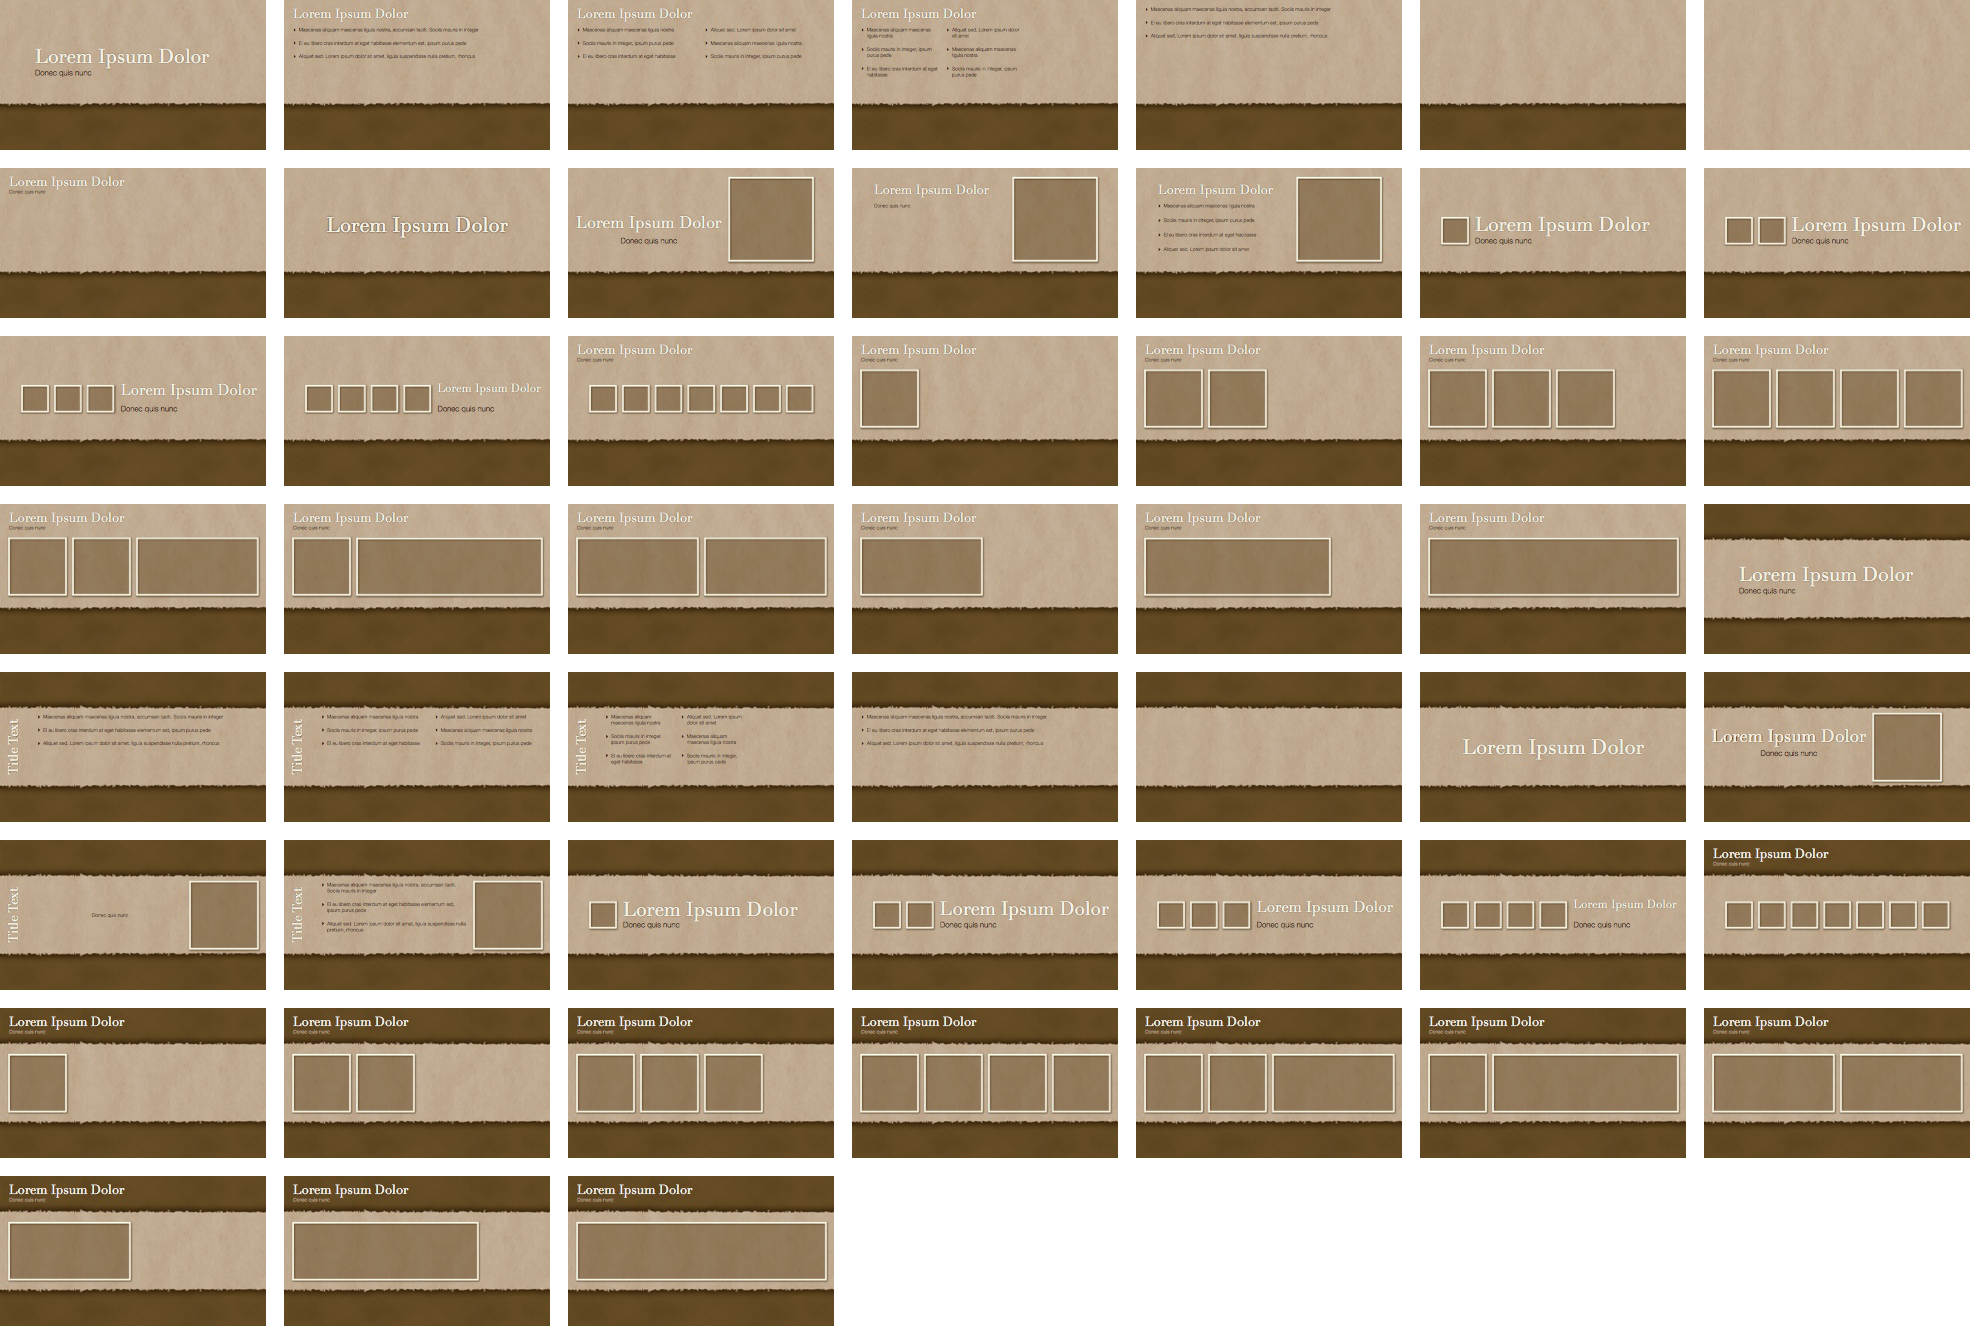 Lorem Ipsum Dolor
Donec quis nunc
Lorem Ipsum Dolor
Maecenas aliquam maecenas ligula nostra, accumsan taciti. Sociis mauris in integer
El eu libero cras interdum at eget habitasse elementum est, ipsum purus pede
Aliquet sed. Lorem ipsum dolor sit amet, ligula suspendisse nulla pretium, rhoncus
Lorem Ipsum Dolor
Maecenas aliquam maecenas ligula nostra
Sociis mauris in integer, ipsum purus pede
El eu libero cras interdum at eget habitasse
Aliquet sed. Lorem ipsum dolor sit amet
Maecenas aliquam maecenas ligula nostra
Sociis mauris in integer, ipsum purus pede
Lorem Ipsum Dolor
Maecenas aliquam maecenas
ligula nostra
Sociis mauris in integer, ipsum
purus pede
El eu libero cras interdum at eget
habitasse
Aliquet sed. Lorem ipsum dolor
sit amet
Maecenas aliquam maecenas
ligula nostra
Sociis mauris in integer, ipsum
purus pede
Maecenas aliquam maecenas ligula nostra, accumsan taciti. Sociis mauris in integer
El eu libero cras interdum at eget habitasse elementum est, ipsum purus pede
Aliquet sed. Lorem ipsum dolor sit amet, ligula suspendisse nulla pretium, rhoncus
Lorem Ipsum Dolor
Donec quis nunc
Lorem Ipsum Dolor
Lorem Ipsum Dolor
Donec quis nunc
Lorem Ipsum Dolor
Donec quis nunc
Lorem Ipsum Dolor
Maecenas aliquam maecenas ligula nostra
Sociis mauris in integer, ipsum purus pede
El eu libero cras interdum at eget habitasse
Aliquet sed. Lorem ipsum dolor sit amet
Lorem Ipsum Dolor
Donec quis nunc
Lorem Ipsum Dolor
Donec quis nunc
Lorem Ipsum Dolor
Donec quis nunc
Lorem Ipsum Dolor
Donec quis nunc
Lorem Ipsum Dolor
Donec quis nunc
Lorem Ipsum Dolor
Donec quis nunc
Lorem Ipsum Dolor
Donec quis nunc
Lorem Ipsum Dolor
Donec quis nunc
Lorem Ipsum Dolor
Donec quis nunc
Lorem Ipsum Dolor
Donec quis nunc
Lorem Ipsum Dolor
Donec quis nunc
Lorem Ipsum Dolor
Donec quis nunc
Lorem Ipsum Dolor
Donec quis nunc
Lorem Ipsum Dolor
Donec quis nunc
Lorem Ipsum Dolor
Donec quis nunc
Lorem Ipsum Dolor
Donec quis nunc
Title Text
Maecenas aliquam maecenas ligula nostra, accumsan taciti. Sociis mauris in integer
El eu libero cras interdum at eget habitasse elementum est, ipsum purus pede
Aliquet sed. Lorem ipsum dolor sit amet, ligula suspendisse nulla pretium, rhoncus
Title Text
Maecenas aliquam maecenas ligula nostra
Sociis mauris in integer, ipsum purus pede
El eu libero cras interdum at eget habitasse
Aliquet sed. Lorem ipsum dolor sit amet
Maecenas aliquam maecenas ligula nostra
Sociis mauris in integer, ipsum purus pede
Title Text
Maecenas aliquam
maecenas ligula nostra
Sociis mauris in integer,
ipsum purus pede
El eu libero cras interdum at
eget habitasse
Aliquet sed. Lorem ipsum
dolor sit amet
Maecenas aliquam
maecenas ligula nostra
Sociis mauris in integer,
ipsum purus pede
Maecenas aliquam maecenas ligula nostra, accumsan taciti. Sociis mauris in integer
El eu libero cras interdum at eget habitasse elementum est, ipsum purus pede
Aliquet sed. Lorem ipsum dolor sit amet, ligula suspendisse nulla pretium, rhoncus
Lorem Ipsum Dolor
Lorem Ipsum Dolor
Donec quis nunc
Title Text
Donec quis nunc
Title Text
Maecenas aliquam maecenas ligula nostra, accumsan taciti.
Sociis mauris in integer
El eu libero cras interdum at eget habitasse elementum est,
ipsum purus pede
Aliquet sed. Lorem ipsum dolor sit amet, ligula suspendisse nulla
pretium, rhoncus
Lorem Ipsum Dolor
Donec quis nunc
Lorem Ipsum Dolor
Donec quis nunc
Lorem Ipsum Dolor
Donec quis nunc
Lorem Ipsum Dolor
Donec quis nunc
Lorem Ipsum Dolor
Donec quis nunc
Lorem Ipsum Dolor
Donec quis nunc
Lorem Ipsum Dolor
Donec quis nunc
Lorem Ipsum Dolor
Donec quis nunc
Lorem Ipsum Dolor
Donec quis nunc
Lorem Ipsum Dolor
Donec quis nunc
Lorem Ipsum Dolor
Donec quis nunc
Lorem Ipsum Dolor
Donec quis nunc
Lorem Ipsum Dolor
Donec quis nunc
Lorem Ipsum Dolor
Donec quis nunc
Lorem Ipsum Dolor
Donec quis nunc